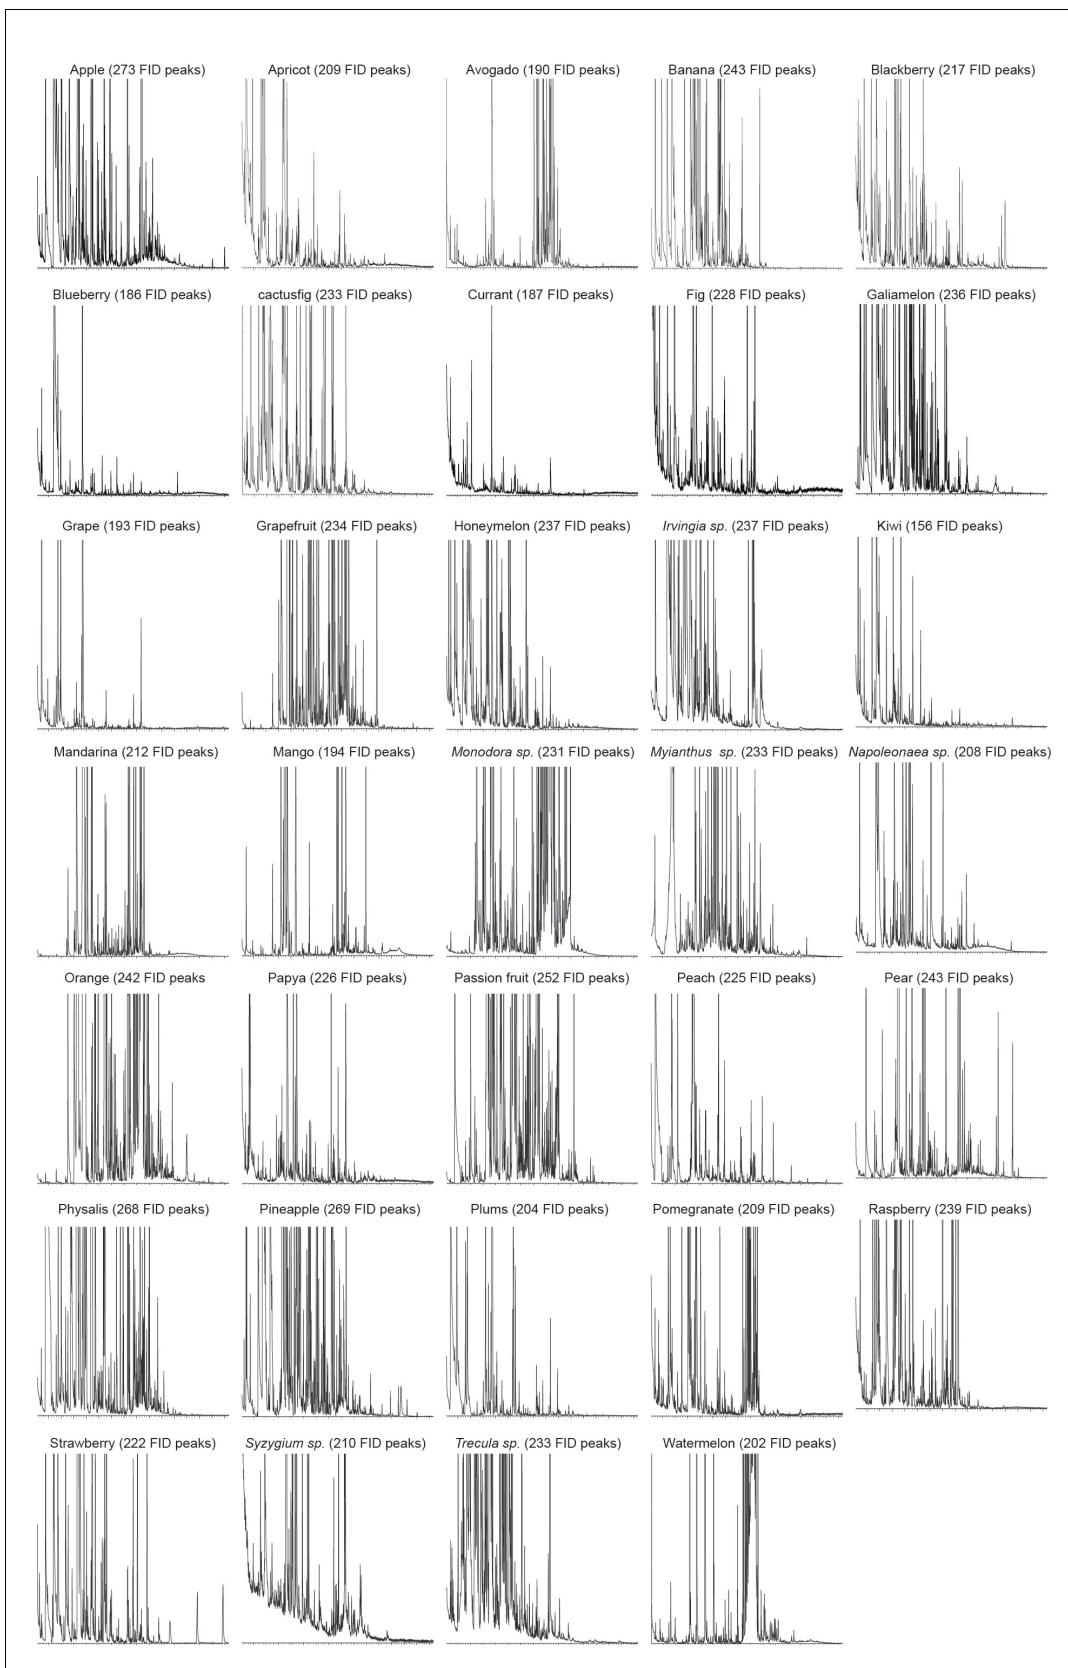 Apple (273 FID peaks) Apricot (209 FID peaks) Avogado (190 FID peaks) Banana (243 FID peaks) Blackberry (217 FID peaks)
Blueberry (186 FID peaks) cactusfig (233 FID peaks) Currant (187 FID peaks) Fig (228 FID peaks) Galiamelon (236 FID peaks)
Grape (193 FID peaks) Grapefruit (234 FID peaks) Honeymelon (237 FID peaks) Irvingia sp. (237 FID peaks) Kiwi (156 FID peaks)
Mandarina (212 FID peaks) Mango (194 FID peaks) Monodora sp. (231 FID peaks) Myianthus sp. (233 FID peaks) Napoleonaea sp. (208 FID peaks)
Orange (242 FID peaks Papya (226 FID peaks) Passion fruit (252 FID peaks) Peach (225 FID peaks) Pear (243 FID peaks)
Physalis (268 FID peaks) Pineapple (269 FID peaks) Plums (204 FID peaks) Pomegranate (209 FID peaks) Raspberry (239 FID peaks)
Strawberry (222 FID peaks) Syzygium sp. (210 FID peaks) Trecula sp. (233 FID peaks) Watermelon (202 FID peaks)